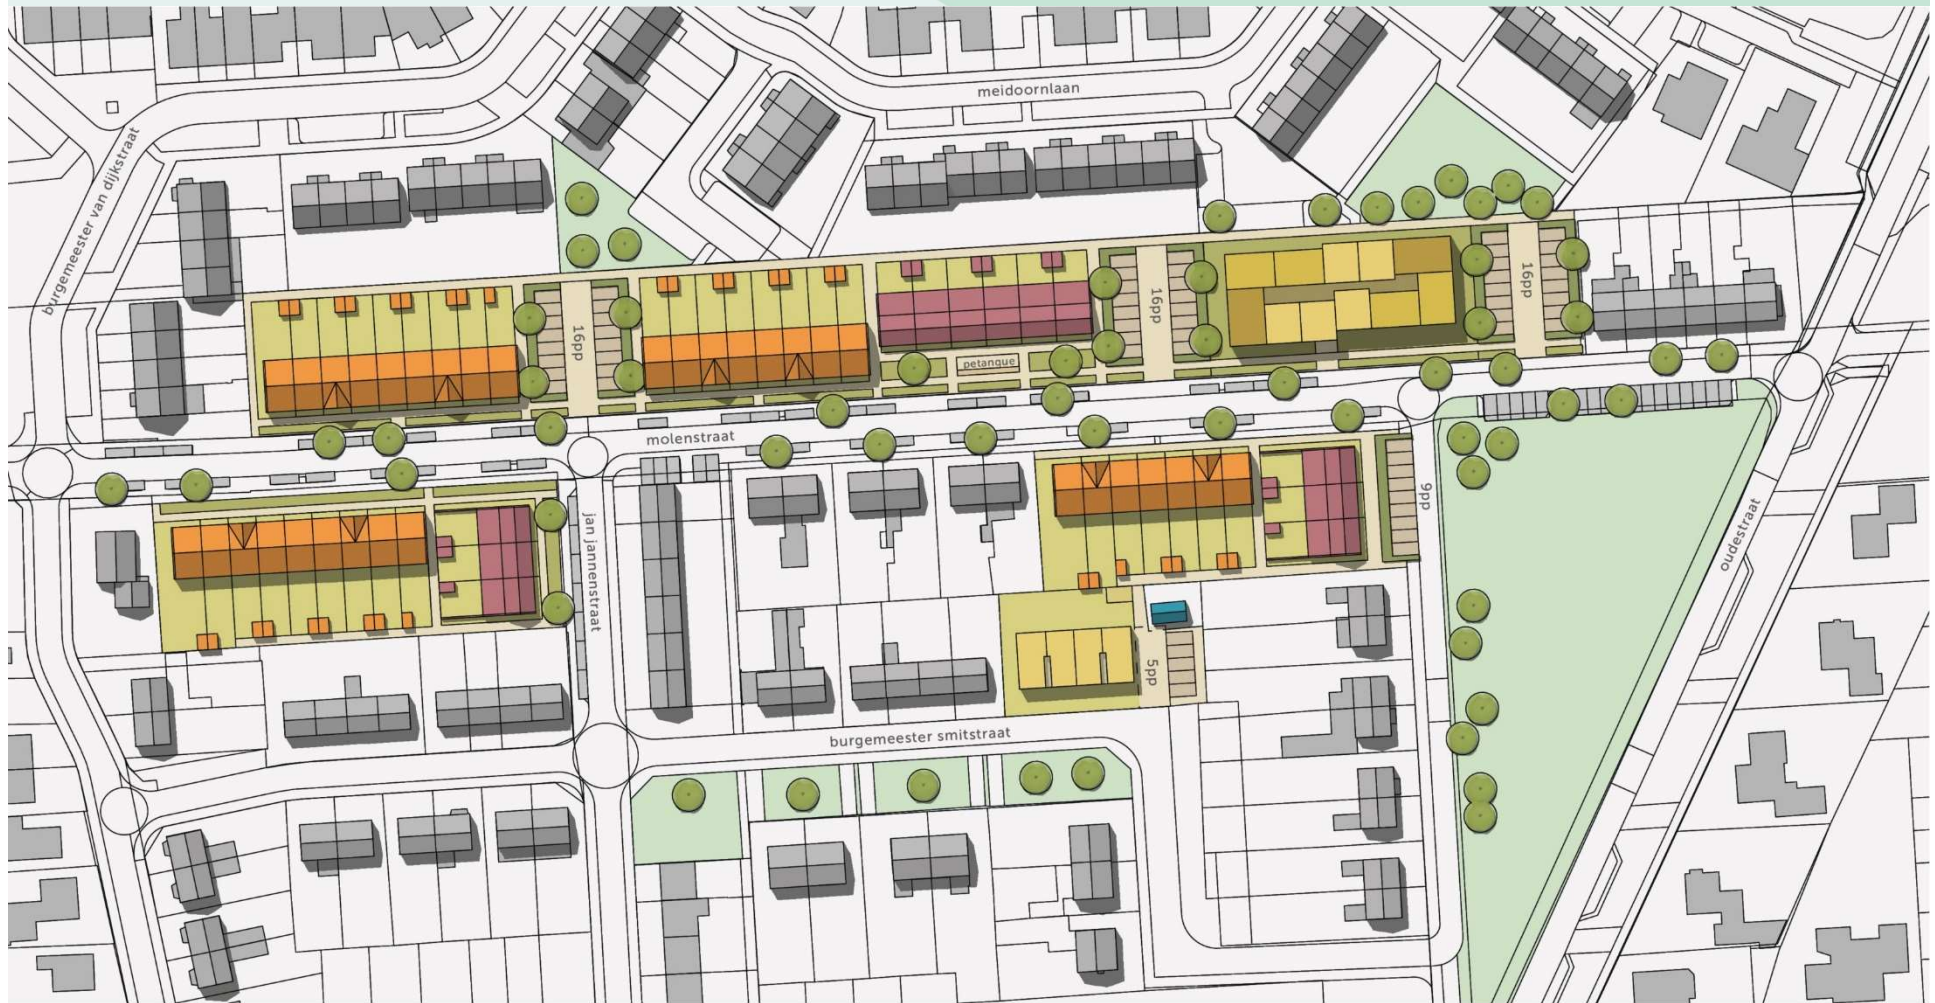 meidoornlaan
burgemeester van dijkstraat
16pp
16pp
16pp
petanque
molenstraat
9pp
jan jannenstraat
oudestraat
5pp
burgemeester smitstraat